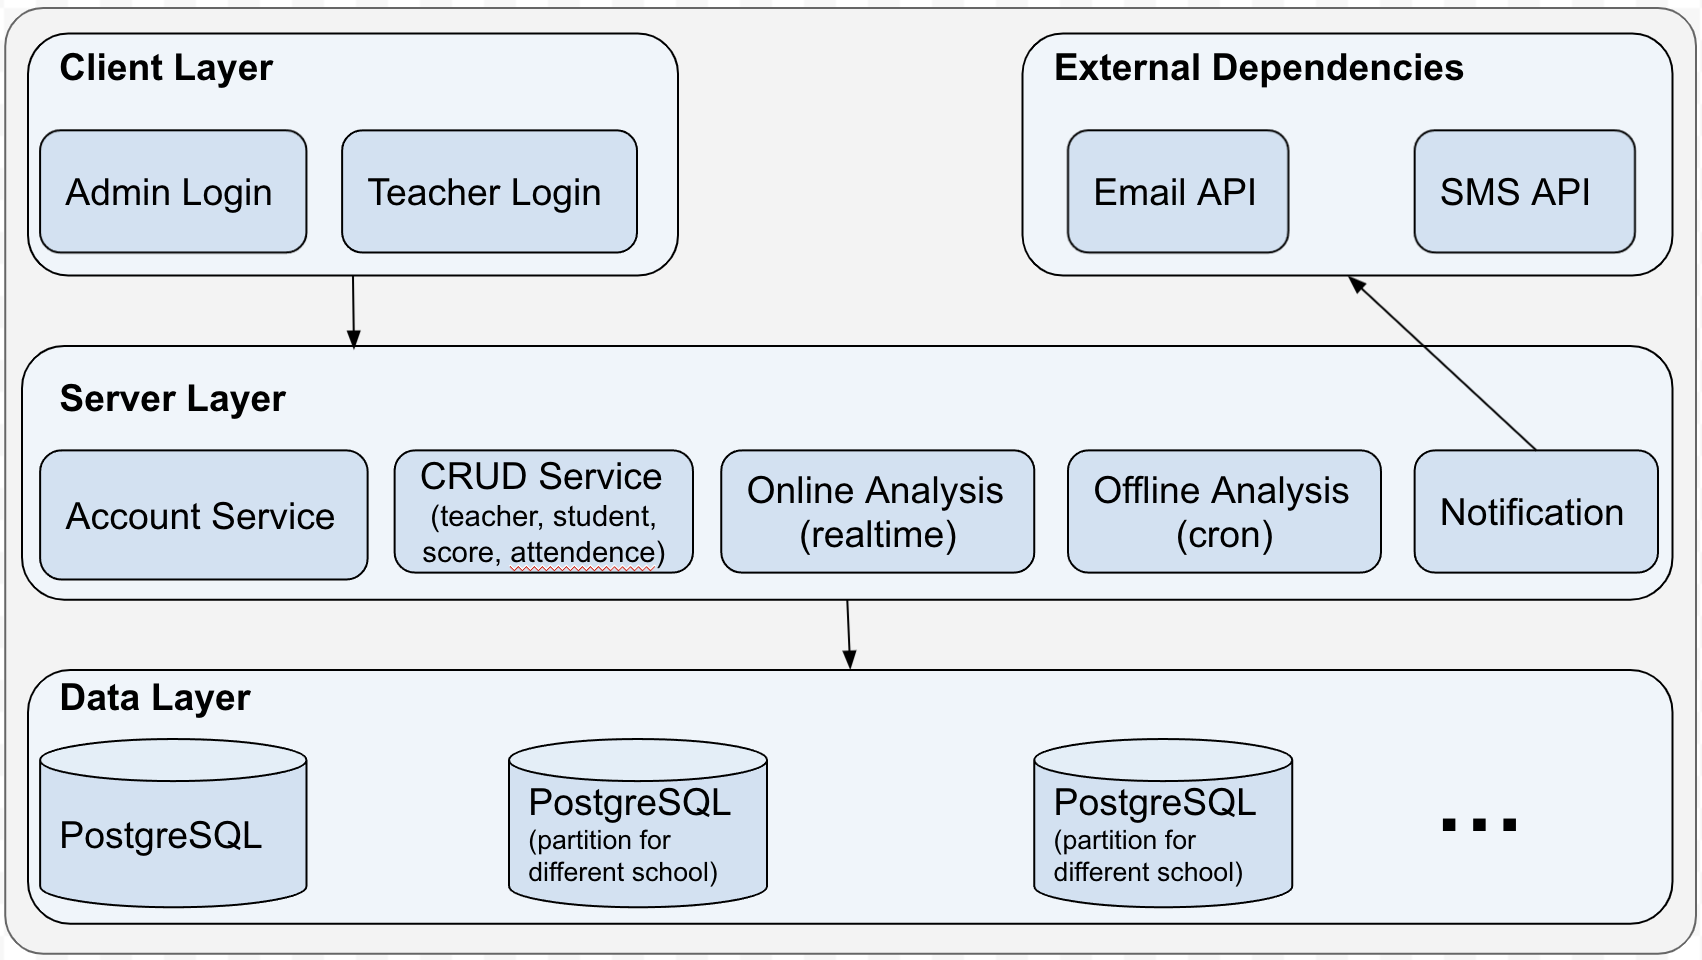 Client Layer
Admin Login
Teacher Login
External Dependencies
Email API
SMS API
Server Layer
Account Service
CRUD Service
(teacher, student,
score, attendence)
Online Analysis
(realtime)
Offline Analysis
(cron)
Notification
Data Layer
PostgreSQL
PostgreSQL
(partition for
different school)
PostgreSQL
(partition for
different school)
...